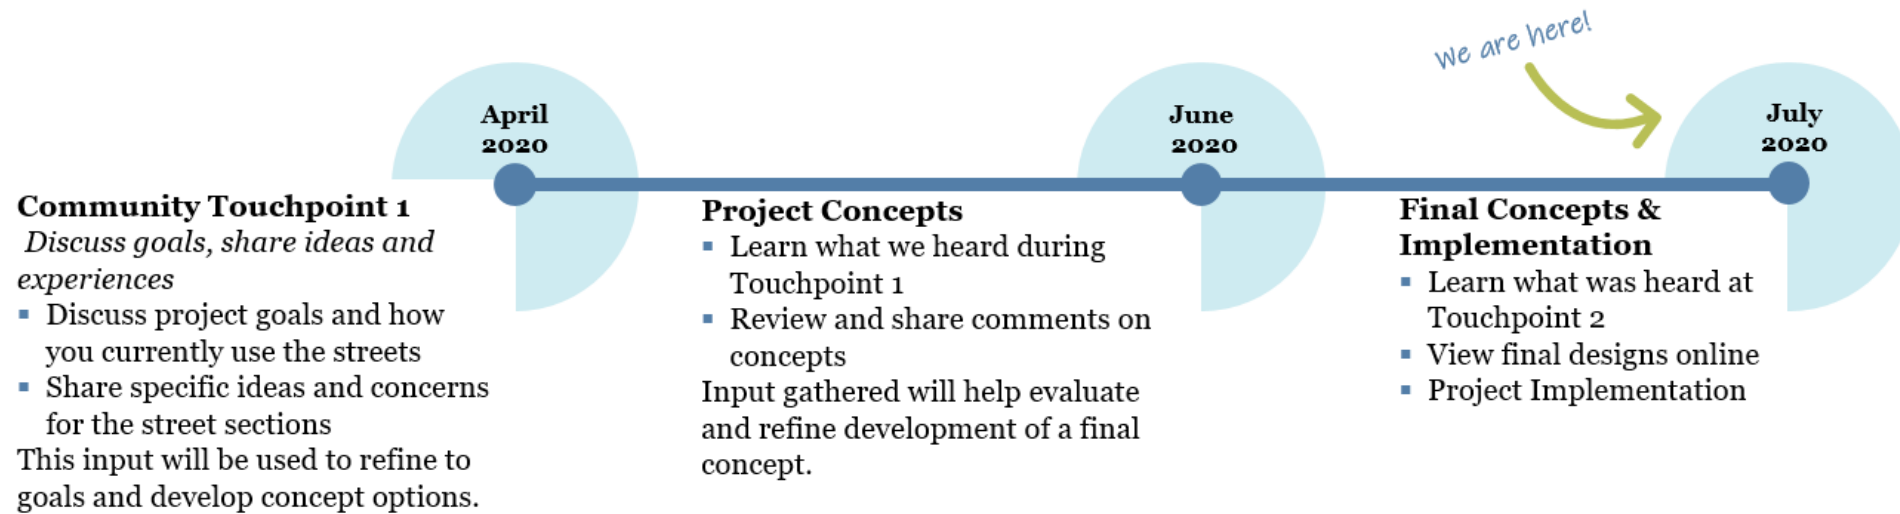 We are here!
April
2020
June
2020
July
2020
Community Touchpoint 1
Discuss goals, share ideas and
experiences
▪ Discuss project goals and how
you currently use the streets
▪ Share specific ideas and concerns
for the street sections
This input will be used to refine to
goals and develop concept options.
Project Concepts
▪ Learn what we heard during
Touchpoint 1
▪ Review and share comments on
concepts
Input gathered will help evaluate
and refine development of a final
concept.
Final Concepts &
Implementation
▪ Learn what was heard at
Touchpoint 2
▪ View final designs online
▪ Project Implementation